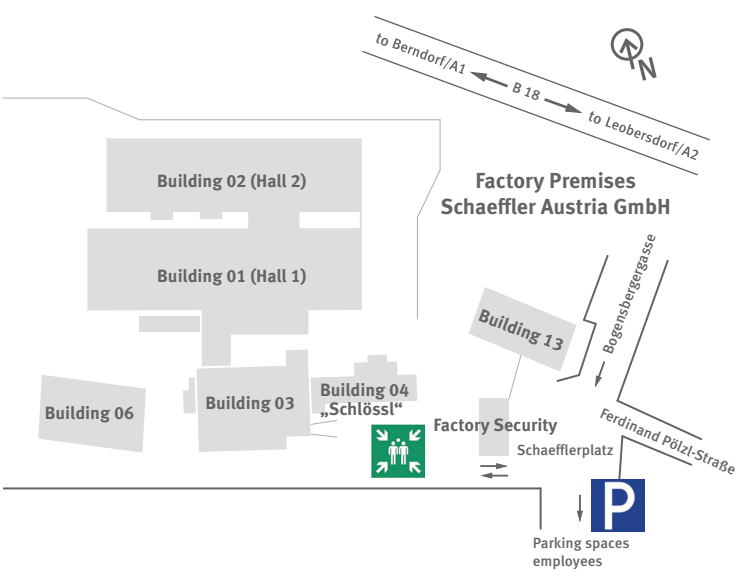 to Berndorf/A1
B 18
to Leobersdorf/A2
N
Factory Premises
Schaeffler Austria GmbH
Building 02 (Hall 2)
Building 01 (Hall 1)
Bogensbergergasse
Building 13
Building 06
Building 03
Building 04
„Schlössl“
Factory Security
Schaefflerplatz
Ferdinand Pölzl-Straße
P
Parking spaces
employees